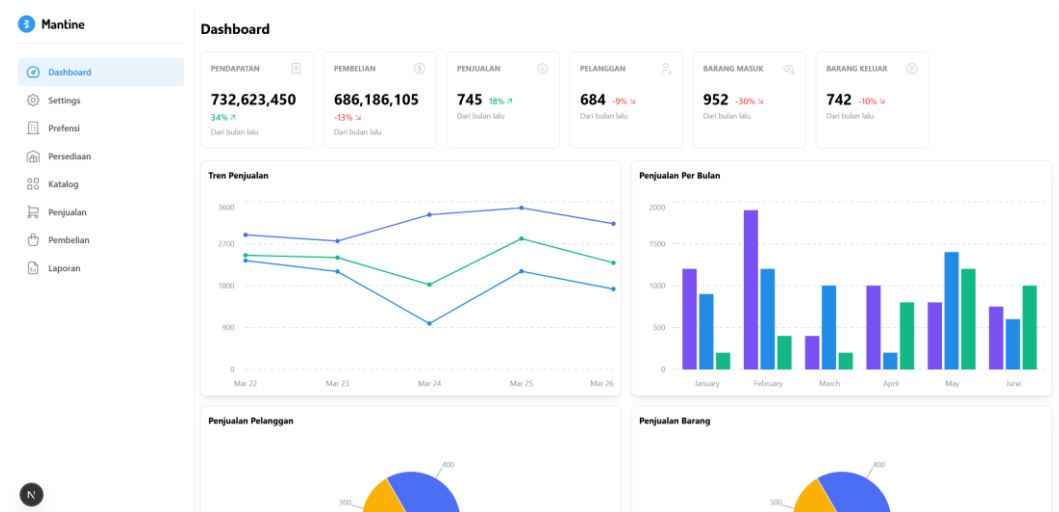 Mantine
Dashboard
Settings
Prefensi
Persediaan
Katalog
Penjualan
Pembelian
Laporan
N
Dashboard
PENDAPATAN
732,623,450
34%
Dari bulan lalu
PEMBELIAN
686,186,105
-13%
Dari bulan lalu
PENJUALAN
745 18%
Dari bulan lalu
PELANGGAN
684 -9%
Dari bulan lalu
BARANG MASUK
952 -30%
Dari bulan lalu
BARANG KELUAR
742 -10%
Dari bulan lalu
Tren Penjualan
3600
2700
1800
900
0
Mar 22 Mar 23 Mar 24 Mar 25 Mar 26
Penjualan Per Bulan
2000
1500
1000
500
0
January February March April May June
Penjualan Pelanggan
400
300
Penjualan Barang
400
300